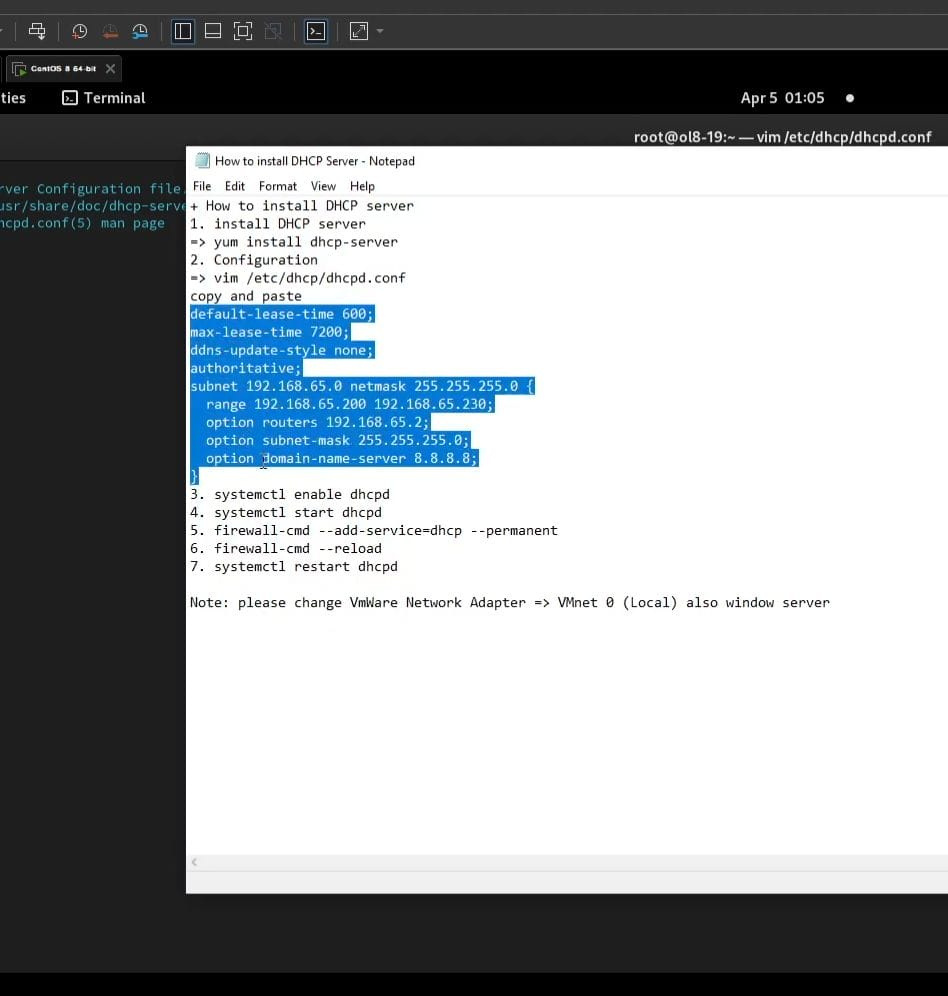 CentOS 8 64-bit
ties Terminal Apr 5 01:05
root@ol8-19:~ — vim /etc/dhcp/dhcpd.conf
rver Configuration file.
usr/share/doc/dhcp-serve
hcpd.conf(5) man page
How to install DHCP Server - Notepad
File Edit Format View Help
+ How to install DHCP server
1. install DHCP server
=> yum install dhcp-server
2. Configuration
=> vim /etc/dhcp/dhcpd.conf
copy and paste
default-lease-time 600;
max-lease-time 7200;
ddns-update-style none;
authoritative;
subnet 192.168.65.0 netmask 255.255.255.0 {
  range 192.168.65.200 192.168.65.230;
  option routers 192.168.65.2;
  option subnet-mask 255.255.255.0;
  option domain-name-server 8.8.8.8;
}
3. systemctl enable dhcpd
4. systemctl start dhcpd
5. firewall-cmd --add-service=dhcp --permanent
6. firewall-cmd --reload
7. systemctl restart dhcpd
Note: please change VmWare Network Adapter => VMnet 0 (Local) also window server